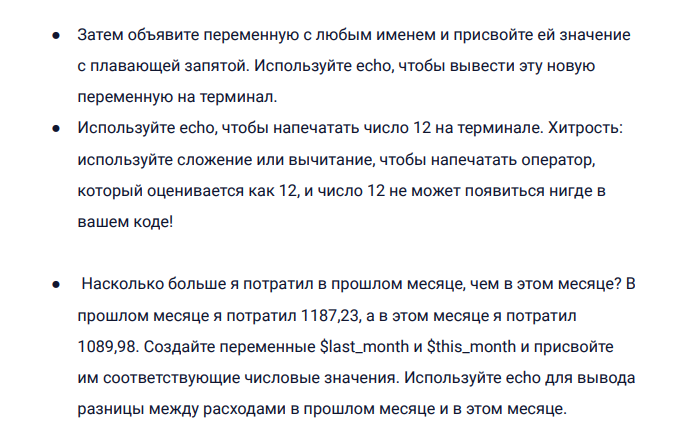 ● Затем объявите переменную с любым именем и присвойте ей значение
с плавающей запятой. Используйте echo, чтобы вывести эту новую
переменную на терминал.
● Используйте echo, чтобы напечатать число 12 на терминале. Хитрость:
используйте сложение или вычитание, чтобы напечатать оператор,
который оценивается как 12, и число 12 не может появиться нигде в
вашем коде!
● Насколько больше я потратил в прошлом месяце, чем в этом месяце? В
прошлом месяце я потратил 1187,23, а в этом месяце я потратил
1089,98. Создайте переменные $last_month и $this_month и присвойте
им соответствующие числовые значения. Используйте echo для вывода
разницы между расходами в прошлом месяце и в этом месяце.